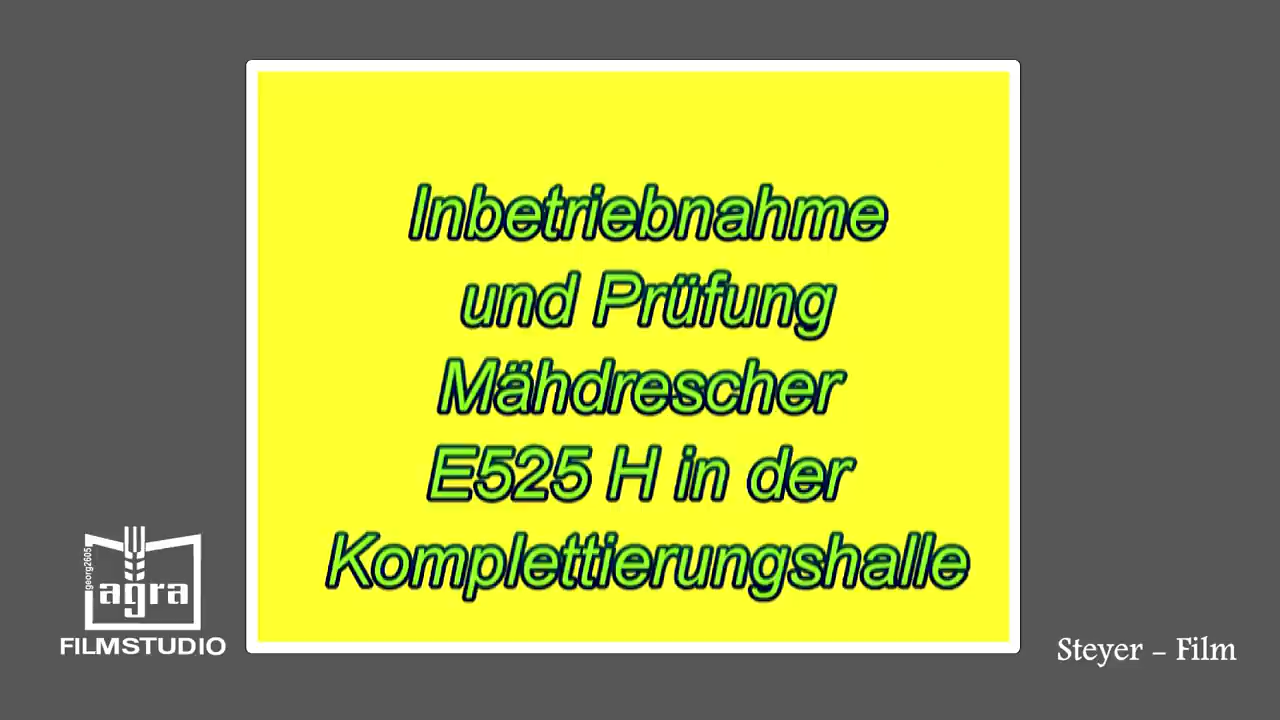 Inbetriebnahme
und Prüfung
Mähdrescher
E525 H in der
Komplettierungshalle
georg2605
agra
FILMSTUDIO
Steyer – Film